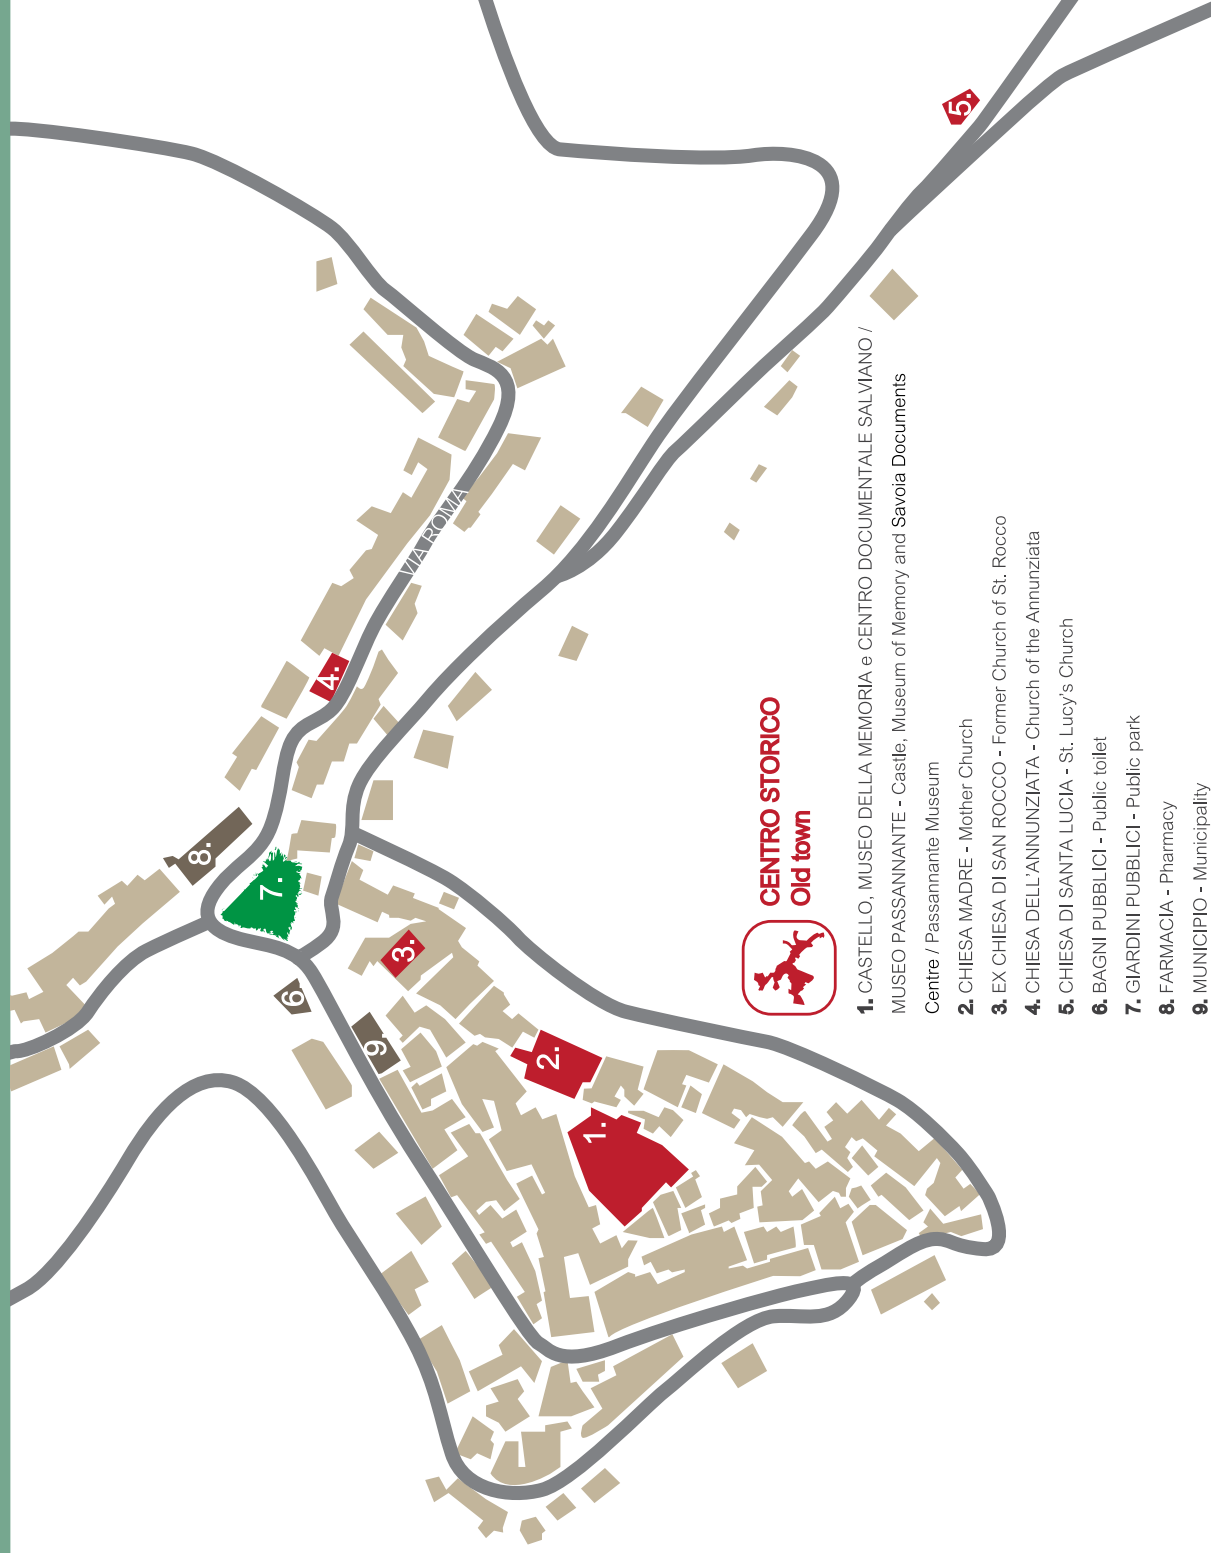 8.
7.
4.
VIA ROMA
5.
6
3.
9.
2.
1.
CENTRO STORICO
Old town
1. CASTELLO, MUSEO DELLA MEMORIA e CENTRO DOCUMENTALE SALVIANO /
MUSEO PASSANNANTE - Castle, Museum of Memory and Savoia Documents
Centre / Passannante Museum
2. CHIESA MADRE - Mother Church
3. EX CHIESA DI SAN ROCCO - Former Church of St. Rocco
4. CHIESA DELL'ANNUNZIATA - Church of the Annunziata
5. CHIESA DI SANTA LUCIA - St. Lucy's Church
6. BAGNI PUBBLICI - Public toilet
7. GIARDINI PUBBLICI - Public park
8. FARMACIA - Pharmacy
9. MUNICIPIO - Municipality